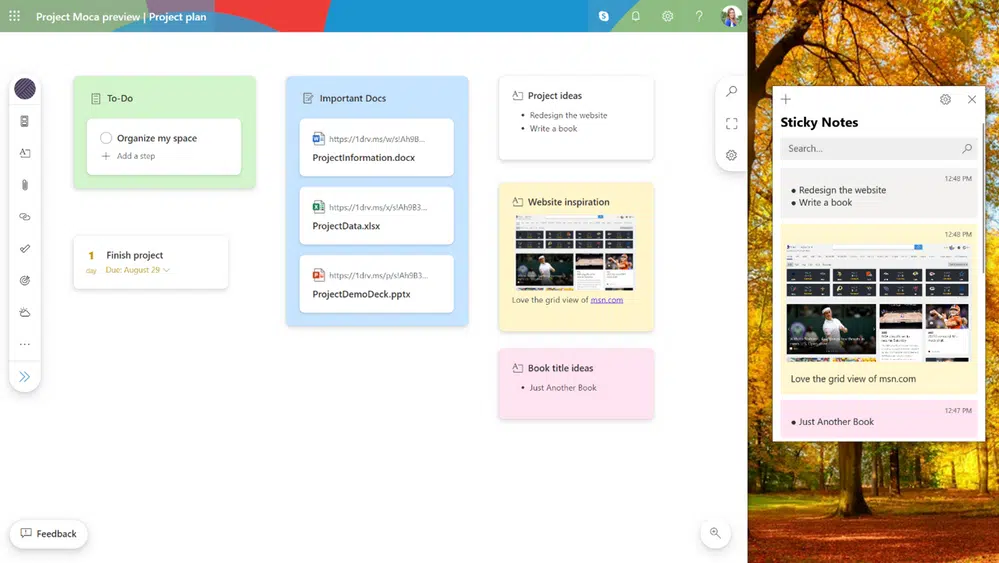 Project Moca preview | Project plan
To-Do
Organize my space
Add a step
1
day
Finish project
Due: August 29
Important Docs
https://1drv.ms/w/s!Ah9B...
ProjectInformation.docx
https://1drv.ms/x/s!Ah9B3...
ProjectData.xlsx
https://1drv.ms/p/s!Ah9B3...
ProjectDemoDeck.pptx
Project ideas
• Redesign the website
• Write a book
Website inspiration
Love the grid view of msn.com
Book title ideas
• Just Another Book
Feedback
Sticky Notes
Search...
12:48 PM
• Redesign the website
• Write a book
12:48 PM
Love the grid view of msn.com
12:47 PM
• Just Another Book